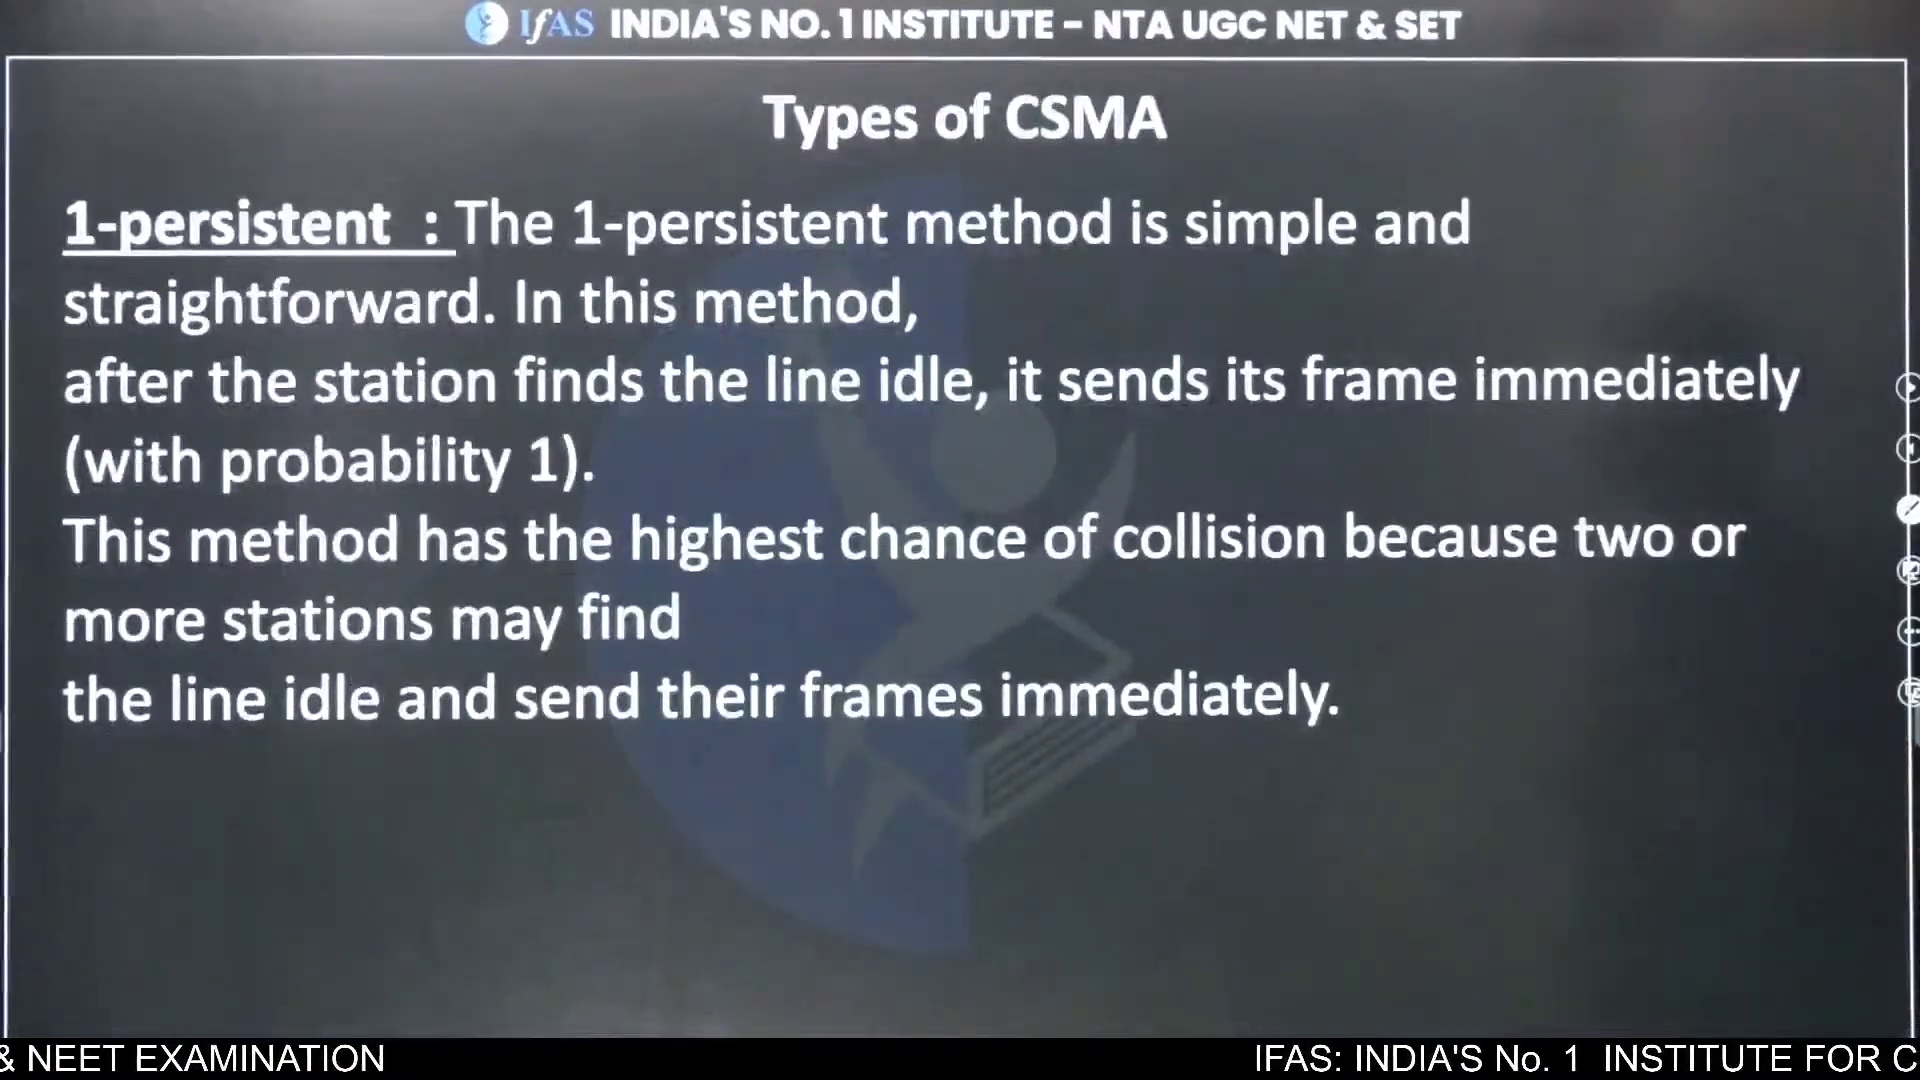 IfAS INDIA'S NO. 1 INSTITUTE – NTA UGC NET & SET
Types of CSMA
1-persistent : The 1-persistent method is simple and
straightforward. In this method,
after the station finds the line idle, it sends its frame immediately
(with probability 1).
This method has the highest chance of collision because two or
more stations may find
the line idle and send their frames immediately.
& NEET EXAMINATION IFAS: INDIA'S No. 1 INSTITUTE FOR C